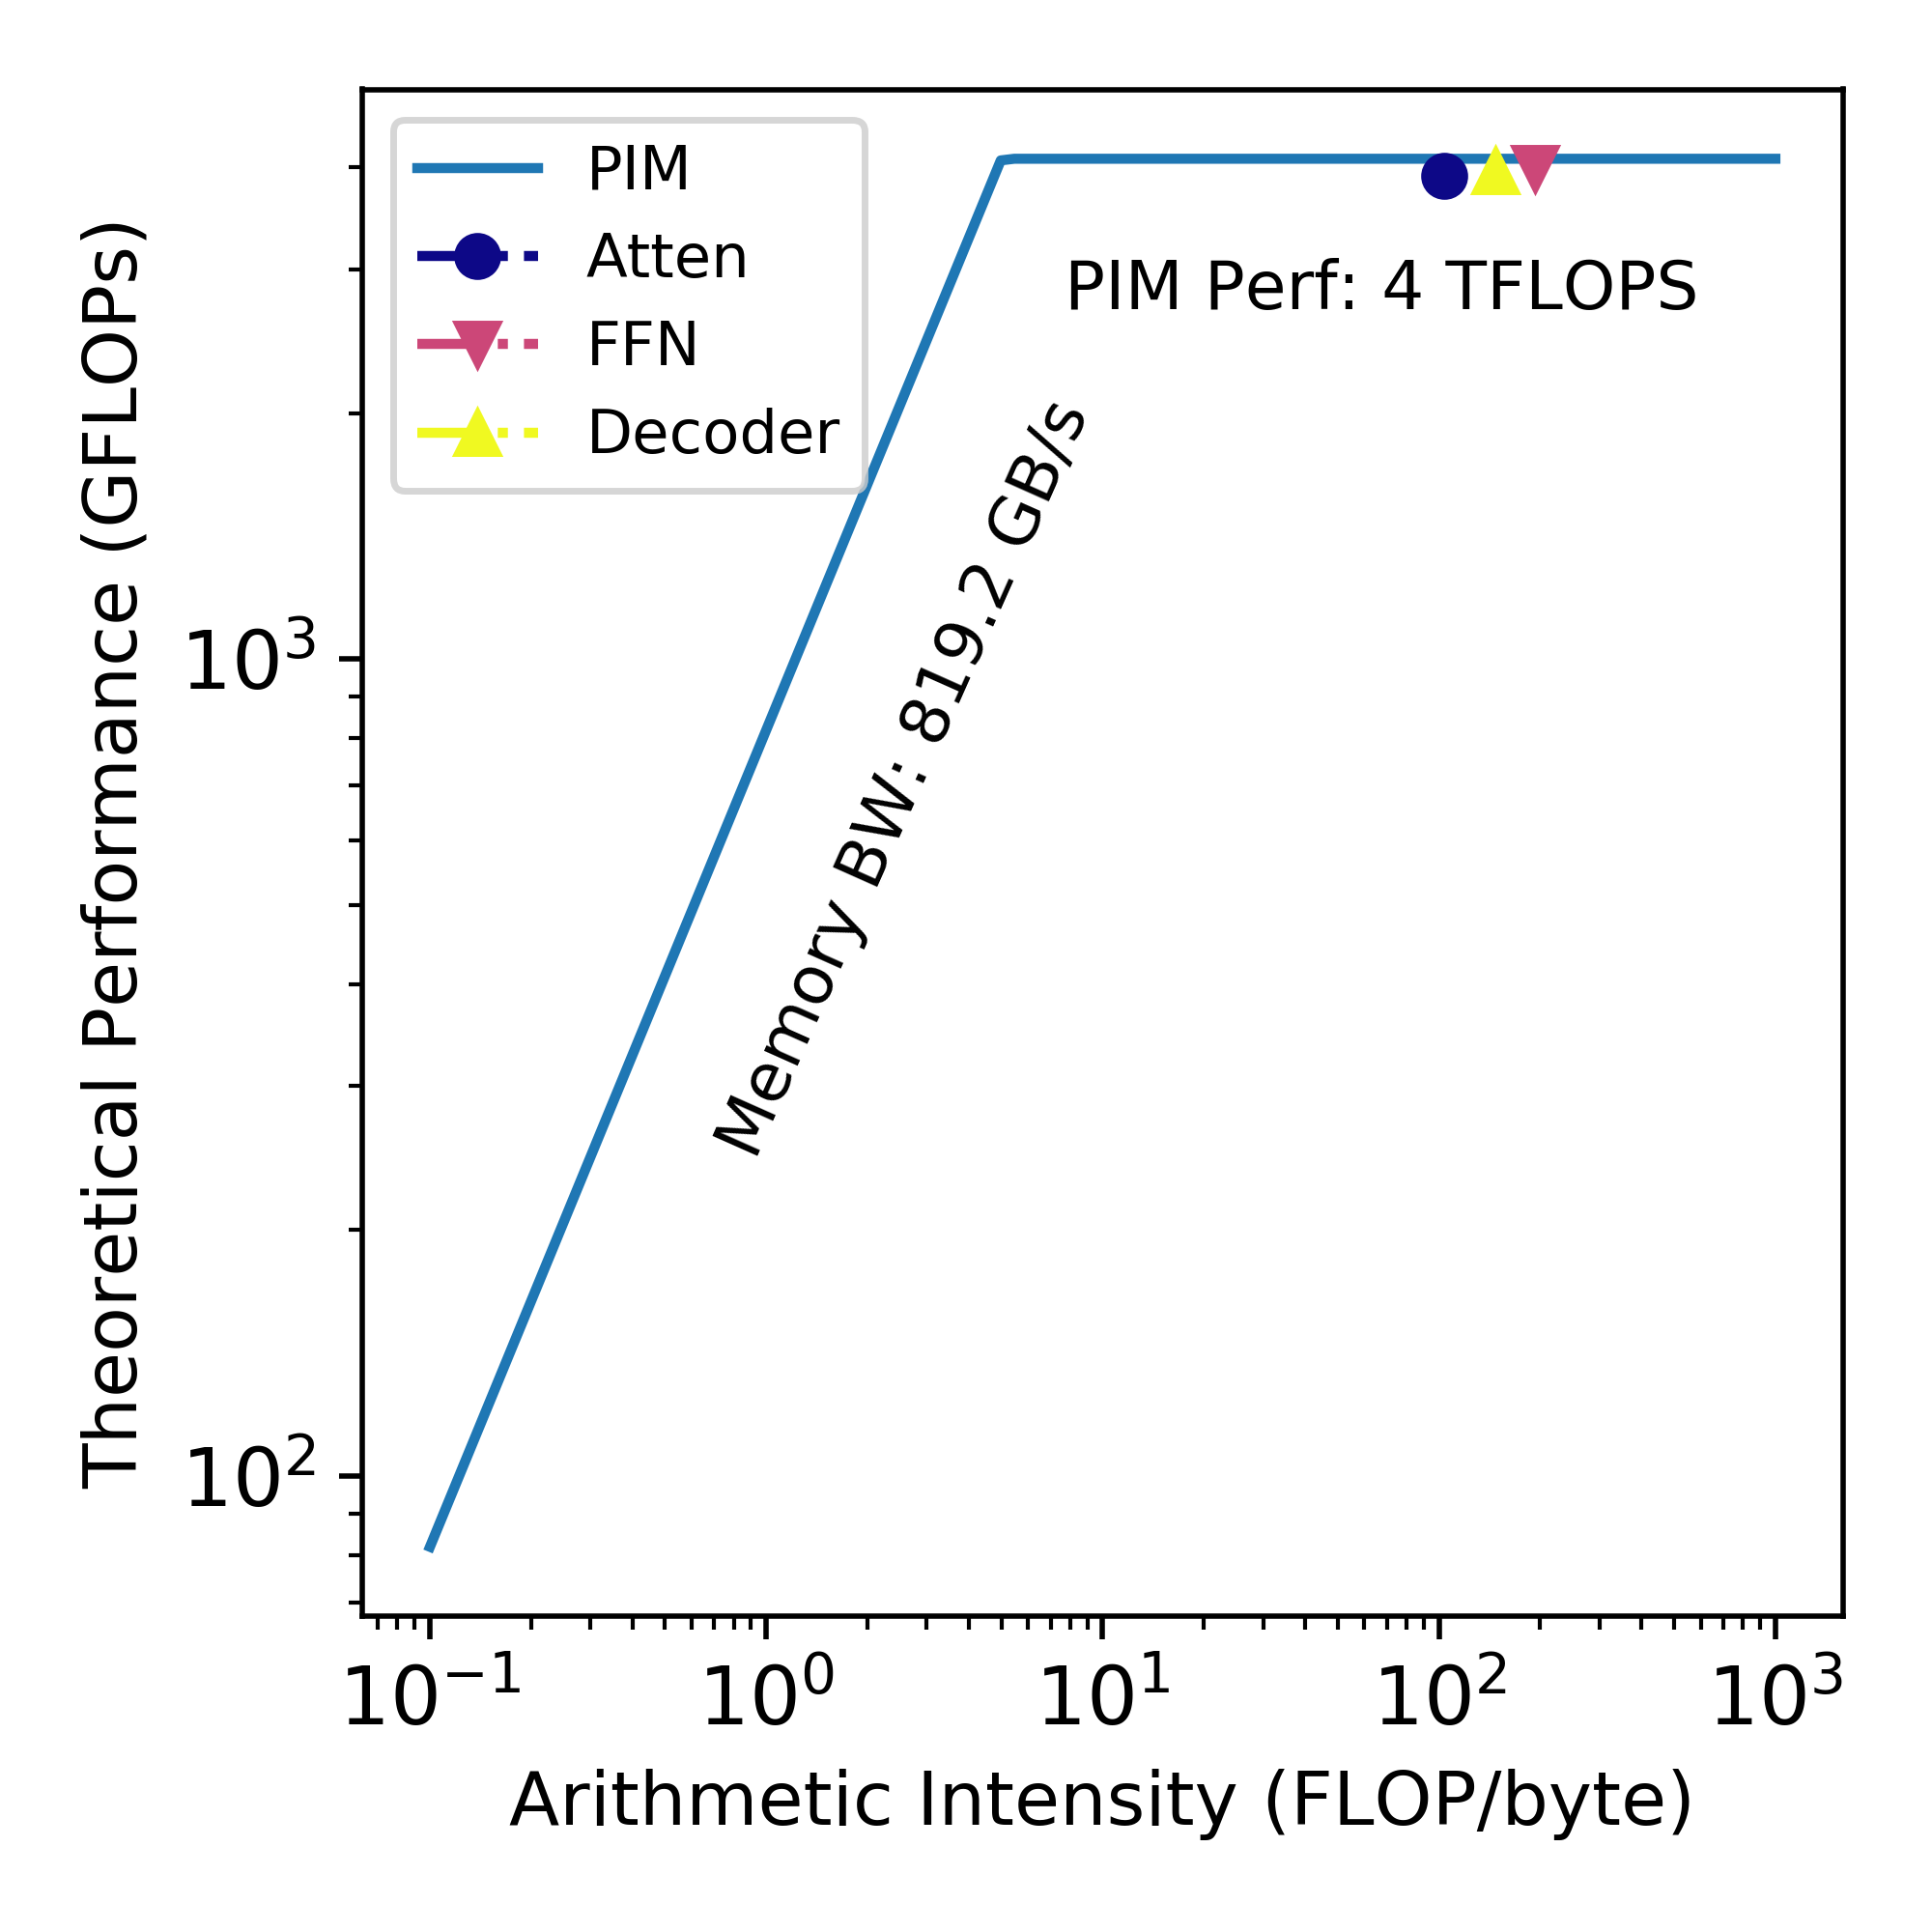 PIM
Atten
FFN
Decoder
PIM Perf: 4 TFLOPS
Memory BW: 819.2 GB/s
Theoretical Performance (GFLOPs)
10³
10²
10⁻¹ 10⁰ 10¹ 10² 10³
Arithmetic Intensity (FLOP/byte)